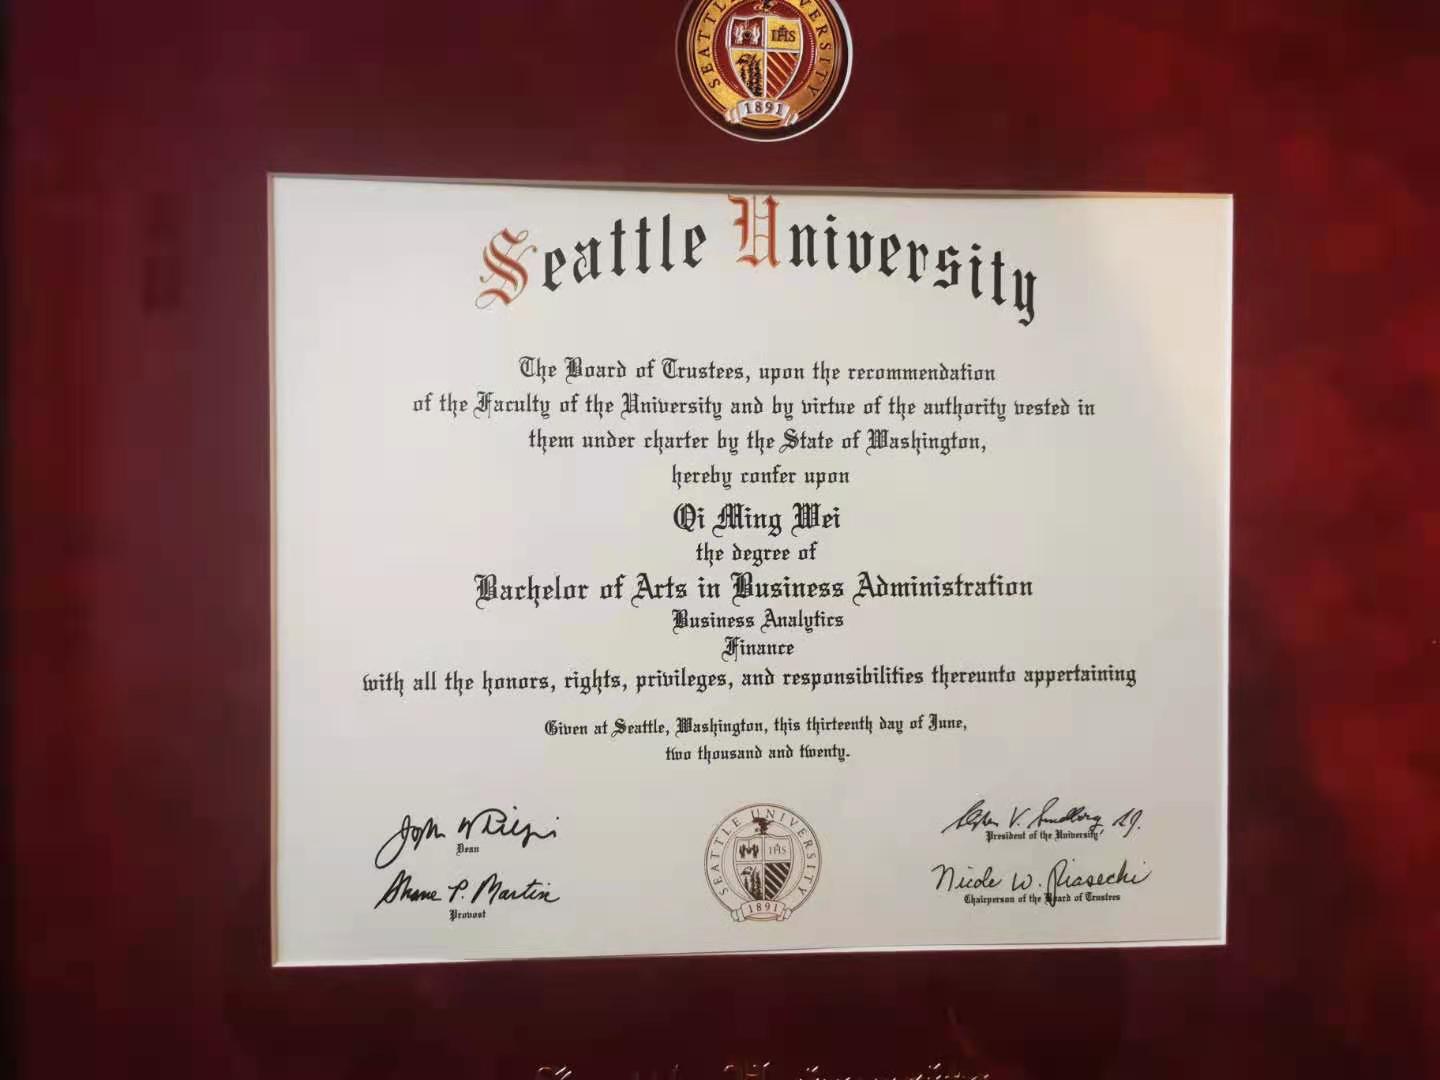 SEATTLE UNIVERSITY
IHS
1891
Seattle University
The Board of Trustees, upon the recommendation
of the Faculty of the University and by virtue of the authority vested in
them under charter by the State of Washington,
hereby confer upon
Qi Ming Wei
the degree of
Bachelor of Arts in Business Administration
Business Analytics
Finance
with all the honors, rights, privileges, and responsibilities thereunto appertaining
Given at Seattle, Washington, this thirteenth day of June,
two thousand and twenty.
Dean
Shane P. Martin
Provost
SEATTLE UNIVERSITY
IHS
1891
President of the University
Nicole W. Piasecki
Chairperson of the Board of Trustees